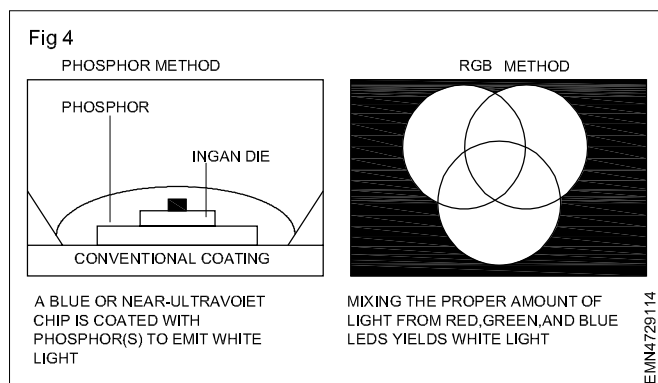 Fig 4
PHOSPHOR METHOD
PHOSPHOR
INGAN DIE
CONVENTIONAL COATING
A BLUE OR NEAR-ULTRAVOIET
CHIP IS COATED WITH
PHOSPHOR(S) TO EMIT WHITE
LIGHT
RGB METHOD
MIXING THE PROPER AMOUNT OF
LIGHT FROM RED,GREEN,AND BLUE
LEDS YIELDS WHITE LIGHT
EMN4729114